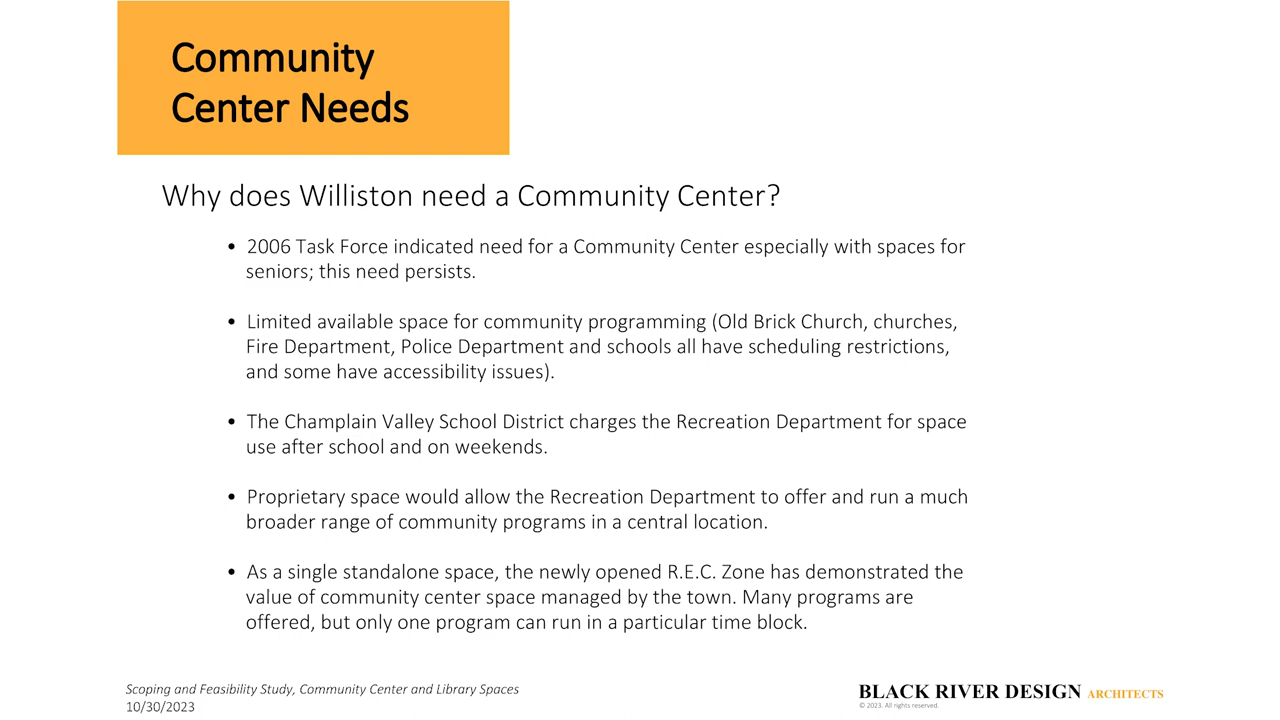 Community
Center Needs
Why does Williston need a Community Center?
• 2006 Task Force indicated need for a Community Center especially with spaces for
seniors; this need persists.
• Limited available space for community programming (Old Brick Church, churches,
Fire Department, Police Department and schools all have scheduling restrictions,
and some have accessibility issues).
• The Champlain Valley School District charges the Recreation Department for space
use after school and on weekends.
• Proprietary space would allow the Recreation Department to offer and run a much
broader range of community programs in a central location.
• As a single standalone space, the newly opened R.E.C. Zone has demonstrated the
value of community center space managed by the town. Many programs are
offered, but only one program can run in a particular time block.
Scoping and Feasibility Study, Community Center and Library Spaces
10/30/2023
BLACK RIVER DESIGN ARCHITECTS
© 2023. All rights reserved.